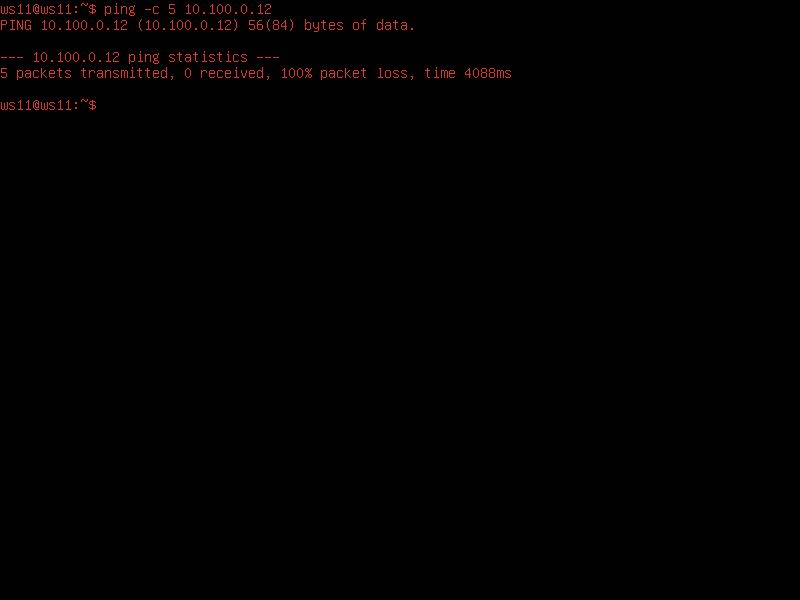 ws11@ws11:~$ ping -c 5 10.100.0.12
PING 10.100.0.12 (10.100.0.12) 56(84) bytes of data.
--- 10.100.0.12 ping statistics ---
5 packets transmitted, 0 received, 100% packet loss, time 4088ms
ws11@ws11:~$